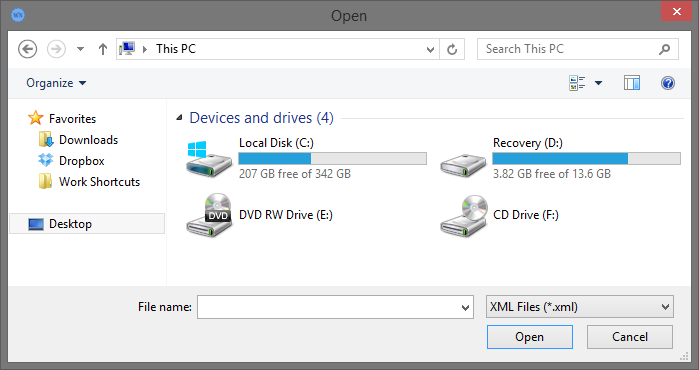 Open
This PC
Search This PC
Organize
Favorites
Downloads
Dropbox
Work Shortcuts
Desktop
Devices and drives (4)
Local Disk (C:)
207 GB free of 342 GB
Recovery (D:)
3.82 GB free of 13.6 GB
DVD
DVD RW Drive (E:)
CD Drive (F:)
File name:
XML Files (*.xml)
Open
Cancel